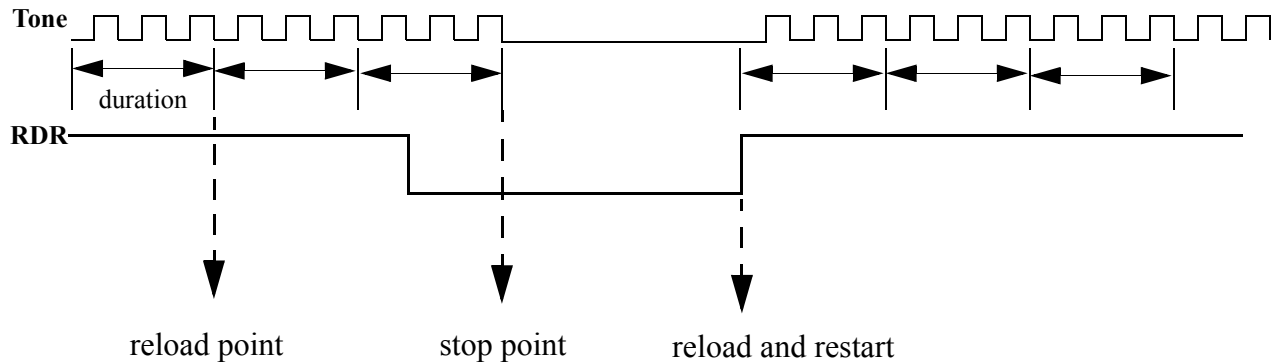 Tone
duration
RDR
reload point
stop point
reload and restart